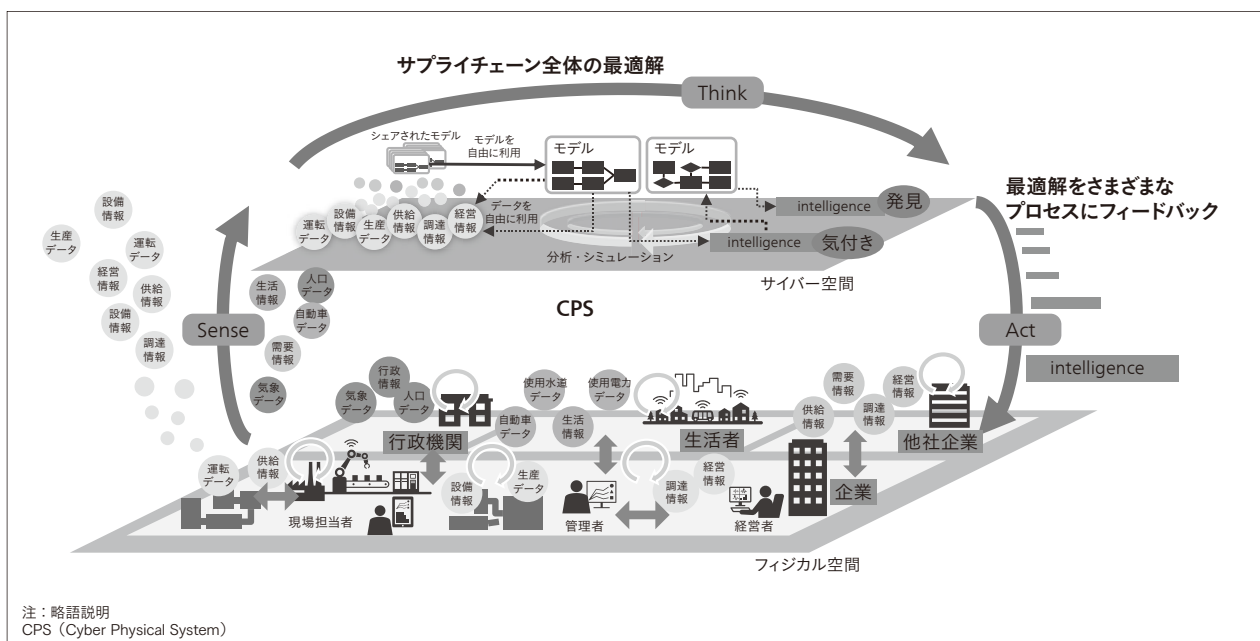 サプライチェーン全体の最適解
Think
シェアされたモデル
モデルを
自由に利用
モデル
モデル
データを
自由に利用
運転
データ
設備
情報
生産
データ
供給
情報
調達
情報
経営
情報
分析・シミュレーション
intelligence
発見
intelligence
気付き
サイバー空間
最適解をさまざまな
プロセスにフィードバック
設備
情報
生産
データ
運転
データ
経営
情報
供給
情報
設備
情報
調達
情報
生活
情報
人口
データ
自動車
データ
需要
情報
気象
データ
Sense
CPS
Act
intelligence
行政
情報
気象
データ
人口
データ
行政機関
使用水道
データ
使用電力
データ
自動車
データ
生活
情報
生活者
需要
情報
経営
情報
供給
情報
調達
情報
他社企業
運転
データ
供給
情報
現場担当者
設備
情報
生産
データ
管理者
調達
情報
経営
情報
経営者
企業
フィジカル空間
注：略語説明
CPS（Cyber Physical System）